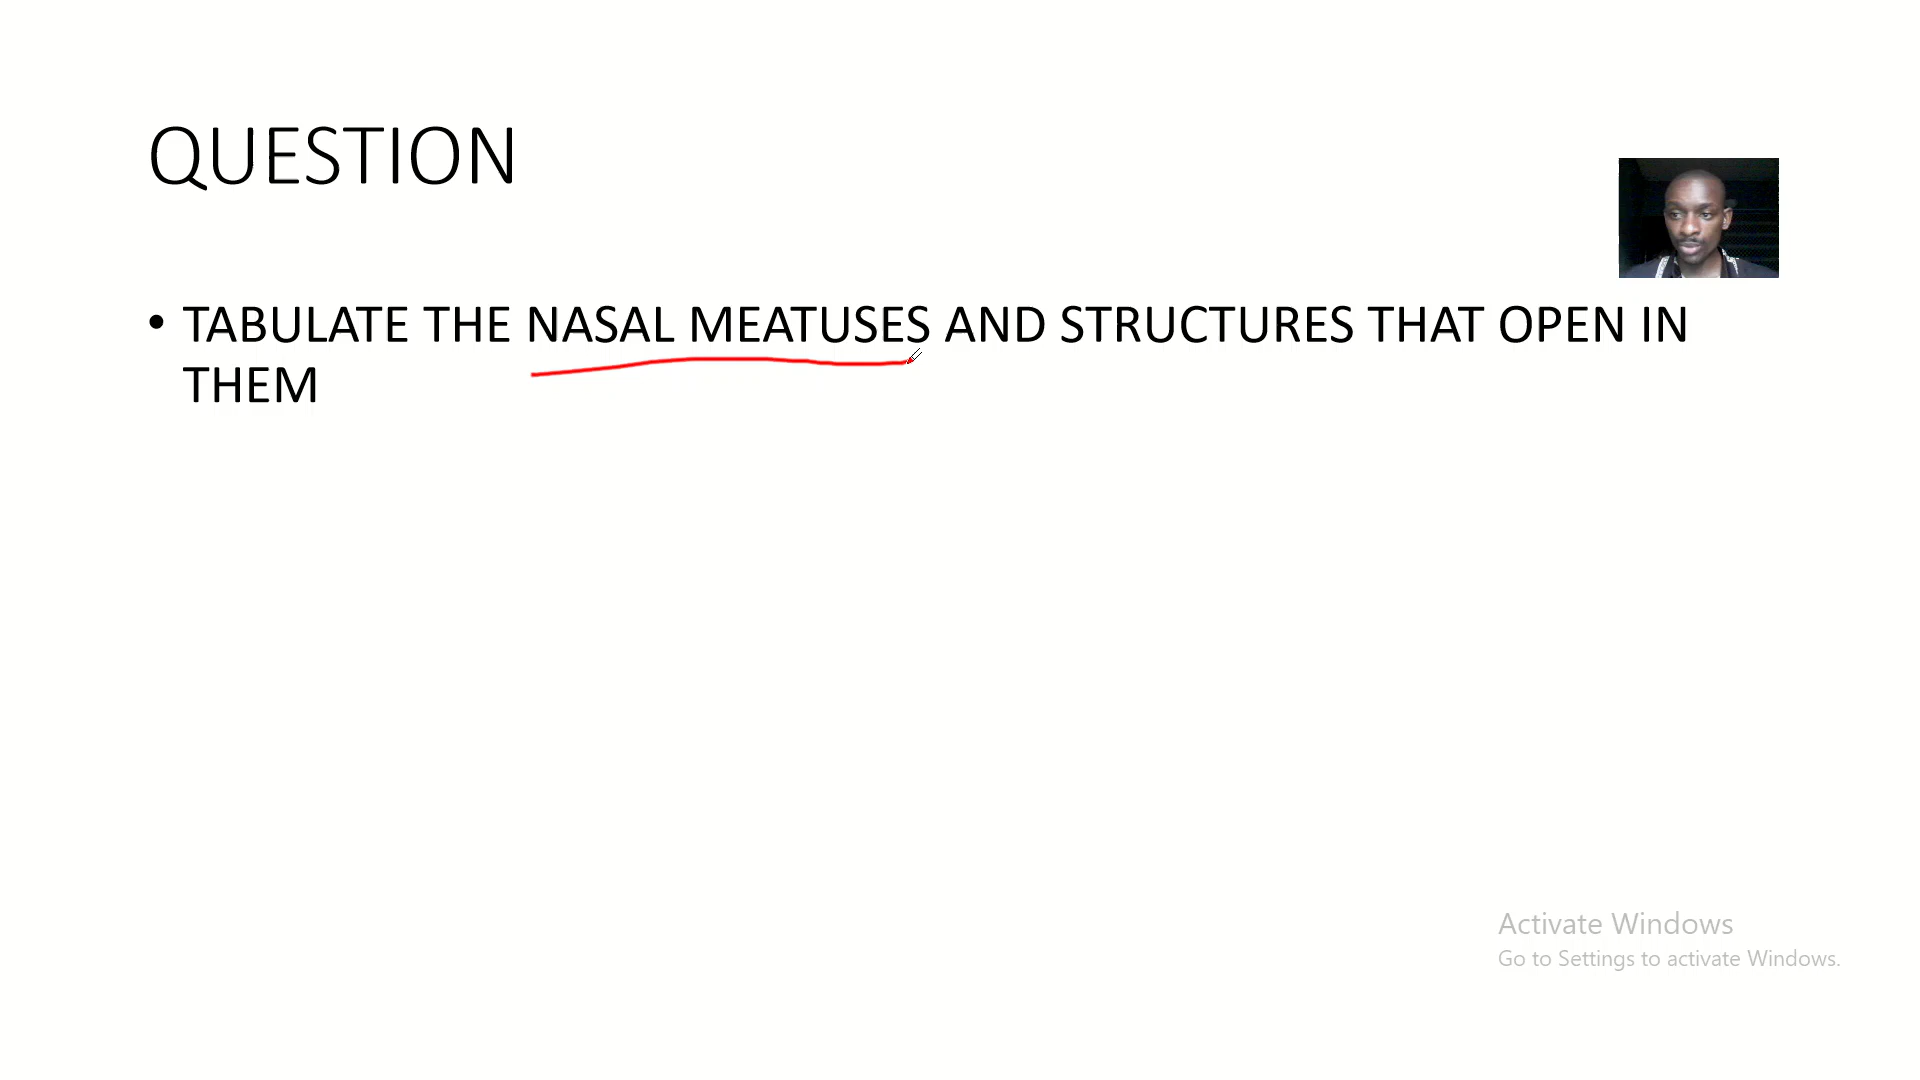 QUESTION
• TABULATE THE NASAL MEATUSES AND STRUCTURES THAT OPEN IN
THEM
Activate Windows
Go to Settings to activate Windows.